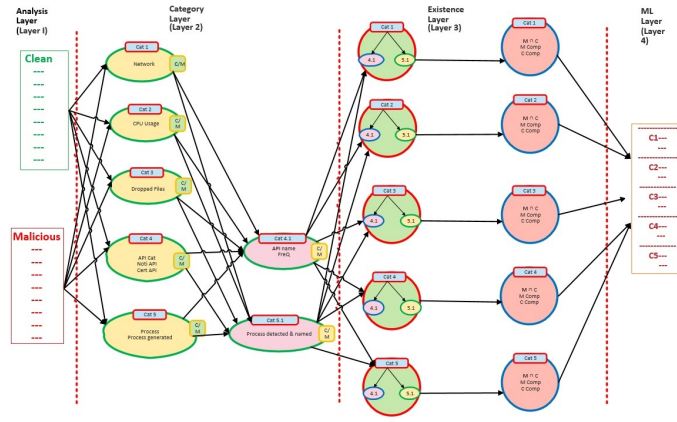 Analysis
Layer
(Layer I)
Category
Layer
(Layer 2)
Existence
Layer
(Layer 3)
ML
Layer
(Layer
4)
Clean
---
---
---
---
---
---
---
---
Malicious
---
---
---
---
---
---
---
---
Cat 1
Network
C/M
Cat 2
CPU Usage
C/
M
Cat 3
Dropped Files
C/
M
Cat 4
API Cat
Noti API
Cert API
C/
M
Cat 5
Process
Process generated
C/
M
Cat 4.1
API name
FreQ
C/
M
Cat 5.1
Process detected & named
C/
M
Cat 1
4.1
5.1
Cat 2
4.1
5.1
Cat 3
4.1
5.1
Cat 4
4.1
5.1
Cat 5
4.1
5.1
Cat 1
M ∩ C
M Comp
C Comp
Cat 2
M ∩ C
M Comp
C Comp
Cat 3
M ∩ C
M Comp
C Comp
Cat 4
M ∩ C
M Comp
C Comp
Cat 5
M ∩ C
M Comp
C Comp
C1---
---
C2---
---
C3---
---
C4---
---
C5---
---